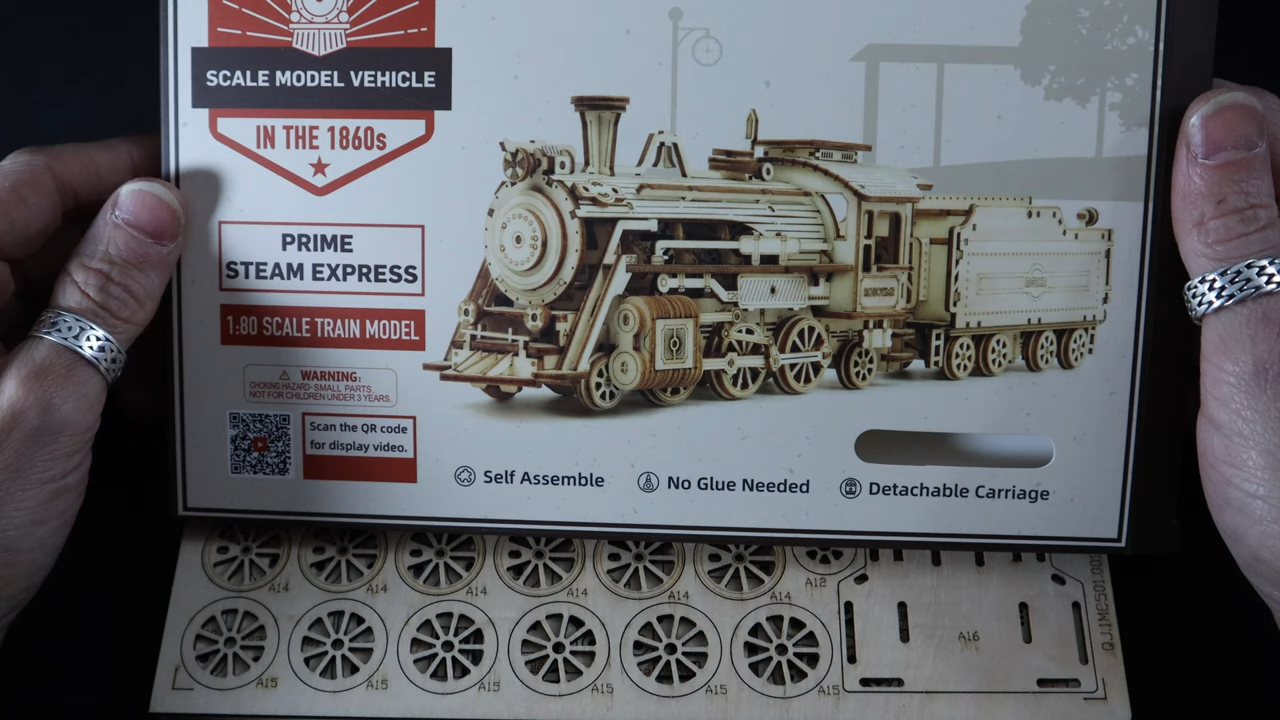 SCALE MODEL VEHICLE
IN THE 1860s
PRIME
STEAM EXPRESS
1:80 SCALE TRAIN MODEL
WARNING:
CHOKING HAZARD-SMALL PARTS.
NOT FOR CHILDREN UNDER 3 YEARS.
Scan the QR code
for display video.
ROBOTIME
Self Assemble
No Glue Needed
Detachable Carriage
A14 A14 A14 A14 A14 A14 A12
A15 A15 A15 A15 A15 A15 A16